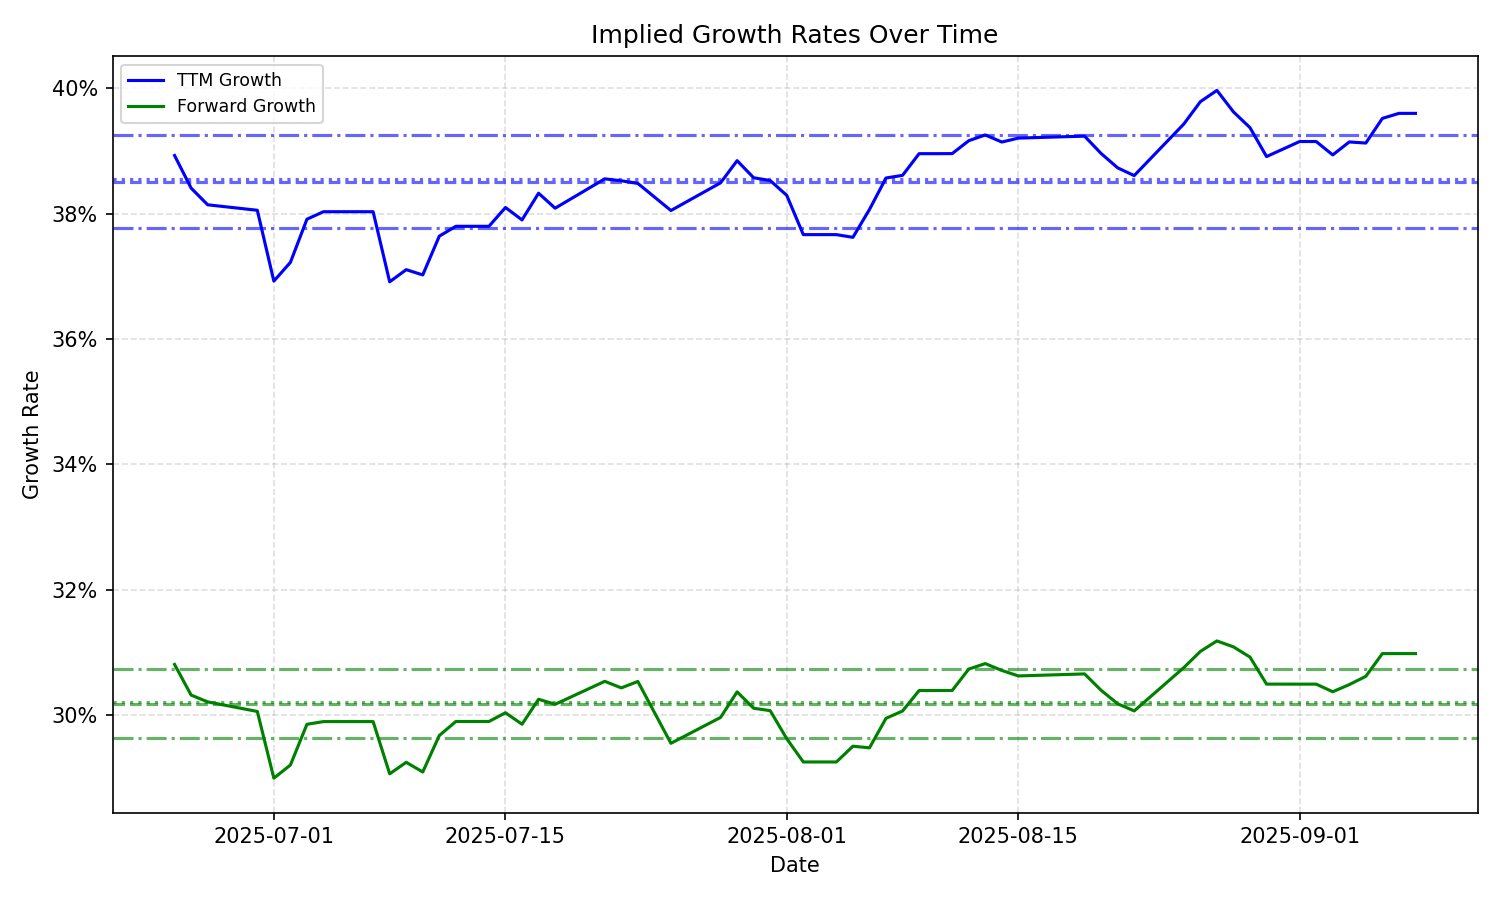 Implied Growth Rates Over Time
TTM Growth
Forward Growth
40%
38%
36%
34%
32%
30%
Growth Rate
2025-07-01
2025-07-15
2025-08-01
2025-08-15
2025-09-01
Date